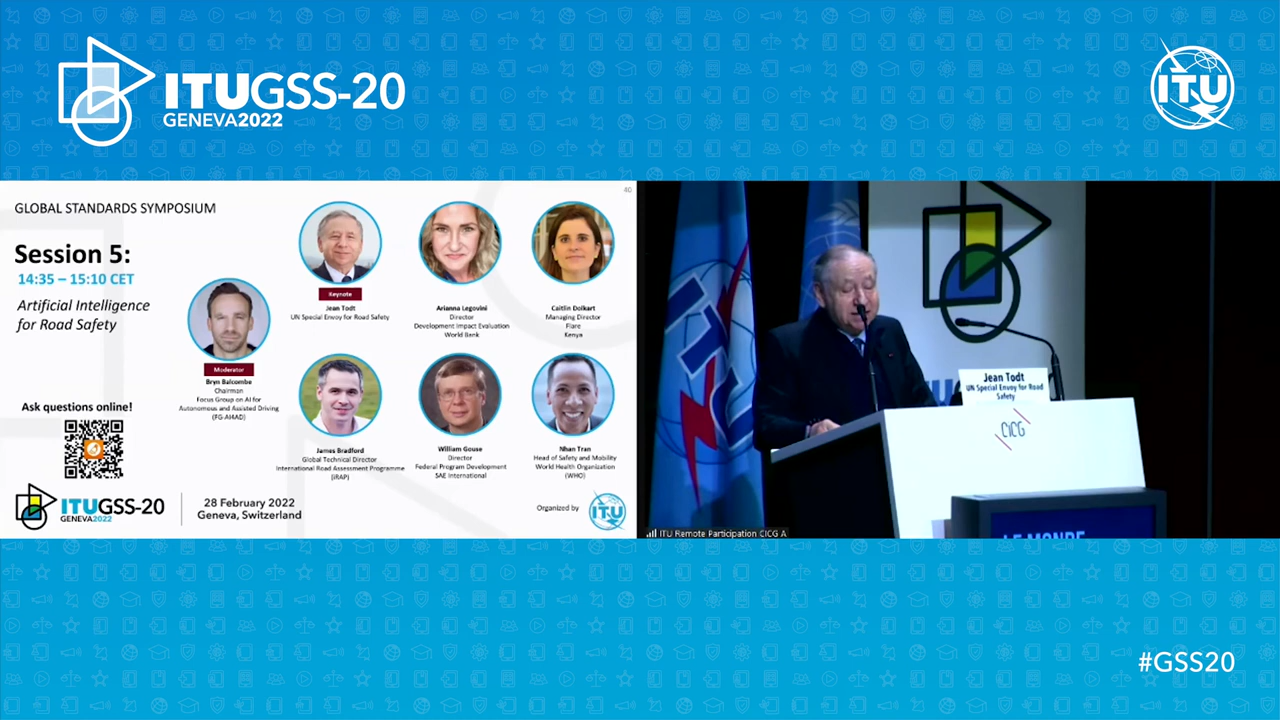 ITUGSS-20
GENEVA2022
ITU
40
GLOBAL STANDARDS SYMPOSIUM
Session 5:
14:35 – 15:10 CET
Artificial Intelligence
for Road Safety
Keynote
Jean Todt
UN Special Envoy for Road Safety
Arianna Legovini
Director
Development Impact Evaluation
World Bank
Caitlin Dolkart
Managing Director
Flare
Kenya
Moderator
Bryn Balcombe
Chairman
Focus Group on AI for
Autonomous and Assisted Driving
(FG-AI4AD)
James Bradford
Global Technical Director
International Road Assessment Programme
(iRAP)
William Gouse
Director
Federal Program Development
SAE International
Nhan Tran
Head of Safety and Mobility
World Health Organization
(WHO)
Ask questions online!
ITUGSS-20
GENEVA2022
28 February 2022
Geneva, Switzerland
Organized by
ITU
ITU
Jean Todt
UN Special Envoy for Road
Safety
CICG
LE MONDE
ITU Remote Participation CICG A
#GSS20